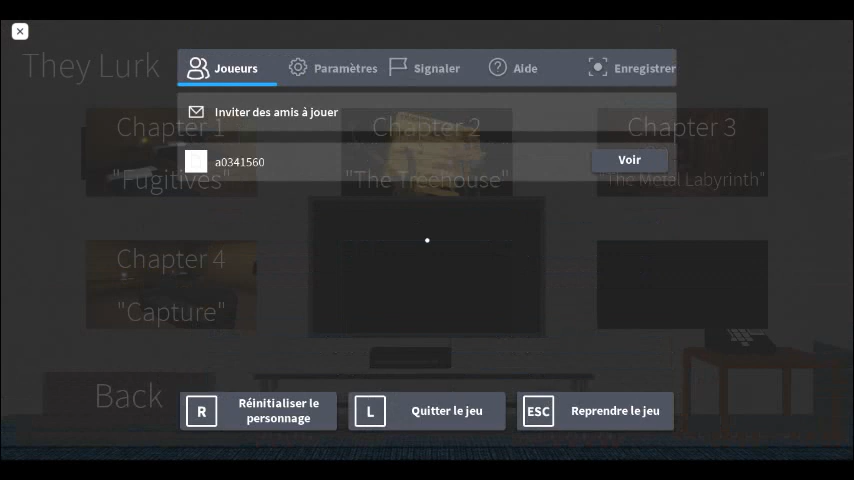 They Lurk
Joueurs
Paramètres
Signaler
Aide
Enregistrer
Inviter des amis à jouer
Chapter 1
Chapter 2
Chapter 3
a0341560
Voir
"Fugitives"
"The Treehouse"
"The Metal Labyrinth"
Chapter 4
"Capture"
Back
R
Réinitialiser le
personnage
L
Quitter le jeu
ESC
Reprendre le jeu